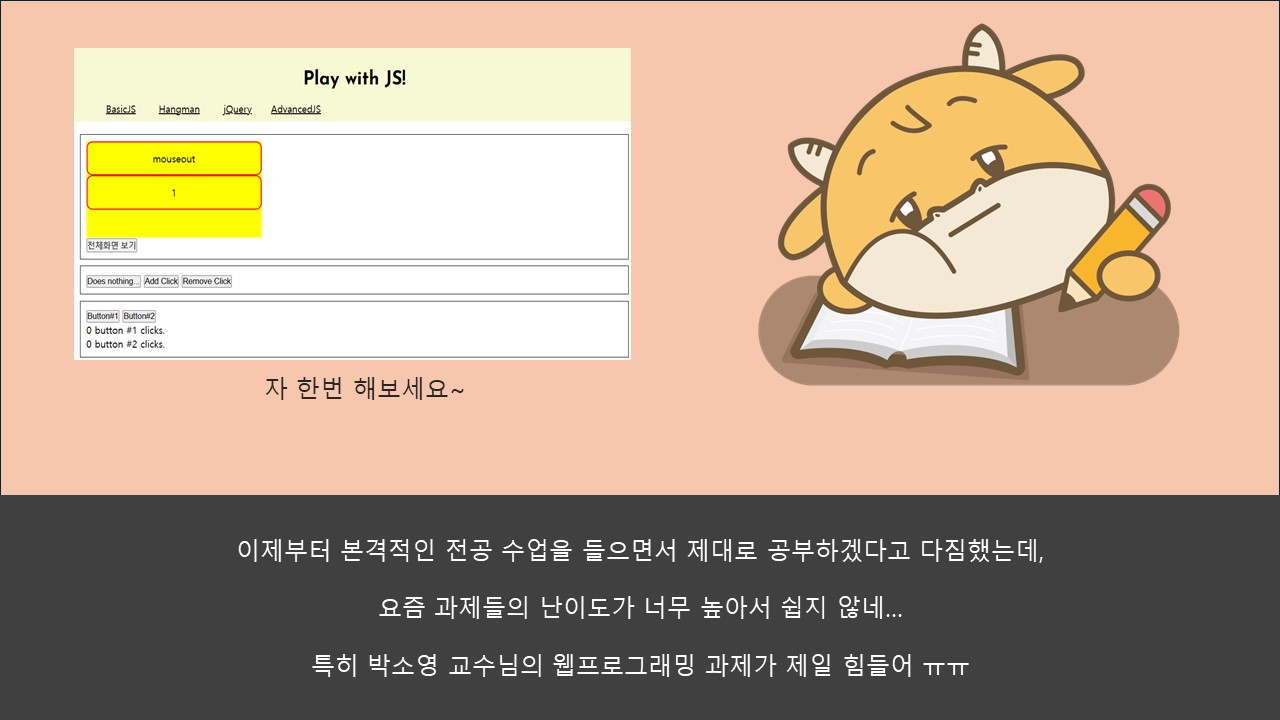 Play with JS!
BasicJS Hangman jQuery AdvancedJS
mouseout
1
전체화면 보기
Does nothing... Add Click Remove Click
Button#1 Button#2
0 button #1 clicks.
0 button #2 clicks.
자 한번 해보세요~
이제부터 본격적인 전공 수업을 들으면서 제대로 공부하겠다고 다짐했는데,
요즘 과제들의 난이도가 너무 높아서 쉽지 않네...
특히 박소영 교수님의 웹프로그래밍 과제가 제일 힘들어 ㅠㅠ